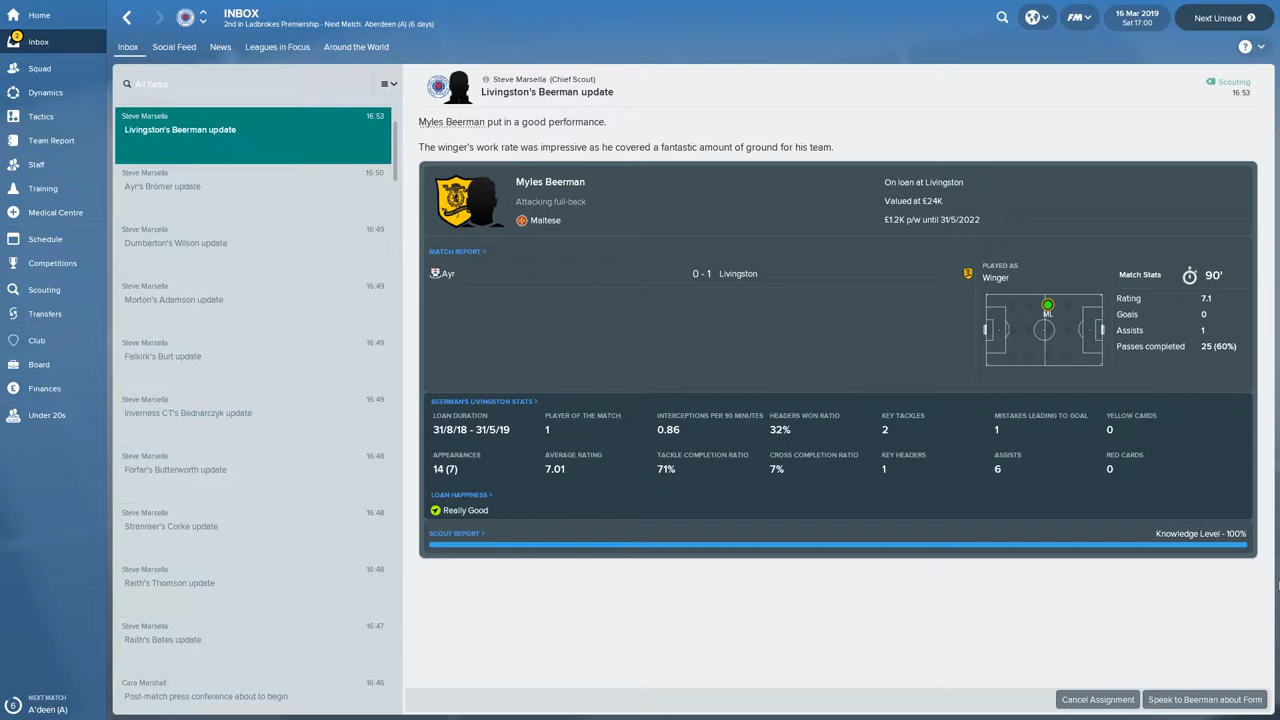 Home
2
Inbox
Squad
Dynamics
Tactics
Team Report
Staff
Training
Medical Centre
Schedule
Competitions
Scouting
Transfers
Club
Board
Finances
Under 20s
6
NEXT MATCH
A'deen (A)
INBOX
2nd in Ladbrokes Premiership - Next Match: Aberdeen (A) (6 days)
FM
16 Mar 2019
Sat 17:00
Next Unread
Inbox
Social Feed
News
Leagues in Focus
Around the World
?
All Items
Steve Marsella 16:53
Livingston's Beerman update
Steve Marsella 16:50
Ayr's Brömer update
Steve Marsella 16:49
Dumbarton's Wilson update
Steve Marsella 16:49
Morton's Adamson update
Steve Marsella 16:49
Falkirk's Burt update
Steve Marsella 16:49
Inverness CT's Bednarczyk update
Steve Marsella 16:48
Forfar's Butterworth update
Steve Marsella 16:48
Stranraer's Corke update
Steve Marsella 16:48
Raith's Thomson update
Steve Marsella 16:47
Raith's Bates update
Cara Marshall 16:46
Post-match press conference about to begin
Steve Marsella (Chief Scout)
Livingston's Beerman update
Scouting
16:53
Myles Beerman put in a good performance.
The winger's work rate was impressive as he covered a fantastic amount of ground for his team.
Myles Beerman
Attacking full-back
Maltese
On loan at Livingston
Valued at £24K
£1.2K p/w until 31/5/2022
MATCH REPORT >
Ayr 0 - 1 Livingston
PLAYED AS
Winger
ML
Match Stats 90'
Rating 7.1
Goals 0
Assists 1
Passes completed 25 (60%)
BEERMAN'S LIVINGSTON STATS >
LOAN DURATION PLAYER OF THE MATCH INTERCEPTIONS PER 90 MINUTES HEADERS WON RATIO KEY TACKLES MISTAKES LEADING TO GOAL YELLOW CARDS
31/8/18 - 31/5/19 1 0.86 32% 2 1 0
APPEARANCES AVERAGE RATING TACKLE COMPLETION RATIO CROSS COMPLETION RATIO KEY HEADERS ASSISTS RED CARDS
14 (7) 7.01 71% 7% 1 6 0
LOAN HAPPINESS >
Really Good
SCOUT REPORT > Knowledge Level - 100%
Cancel Assignment
Speak to Beerman about Form